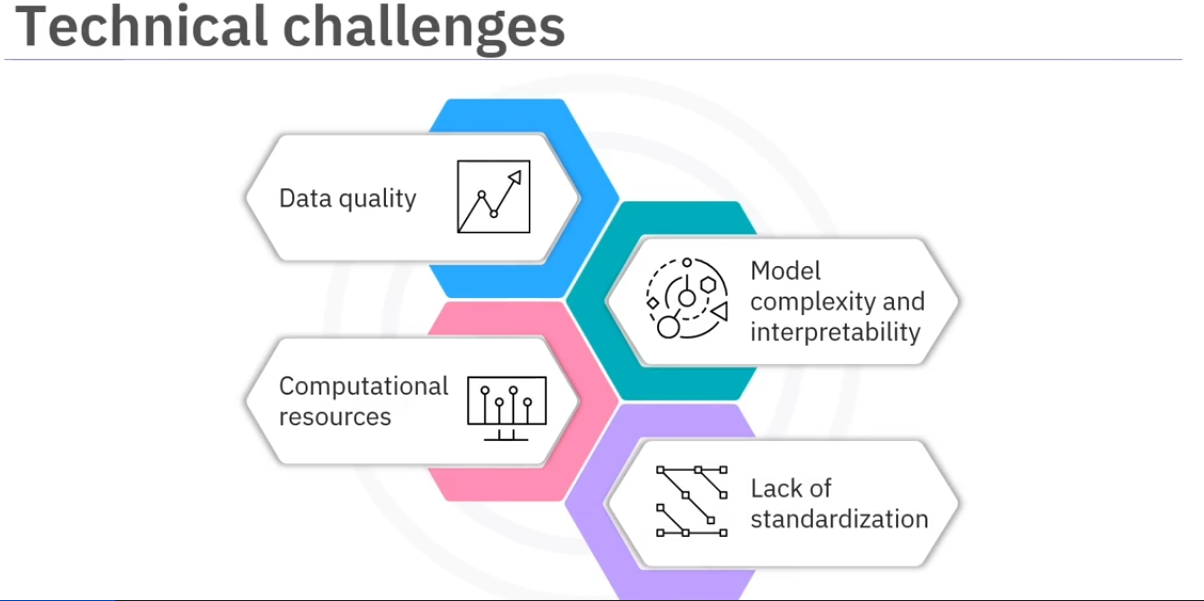 Technical challenges
Data quality
Model
complexity and
interpretability
Computational
resources
Lack of
standardization